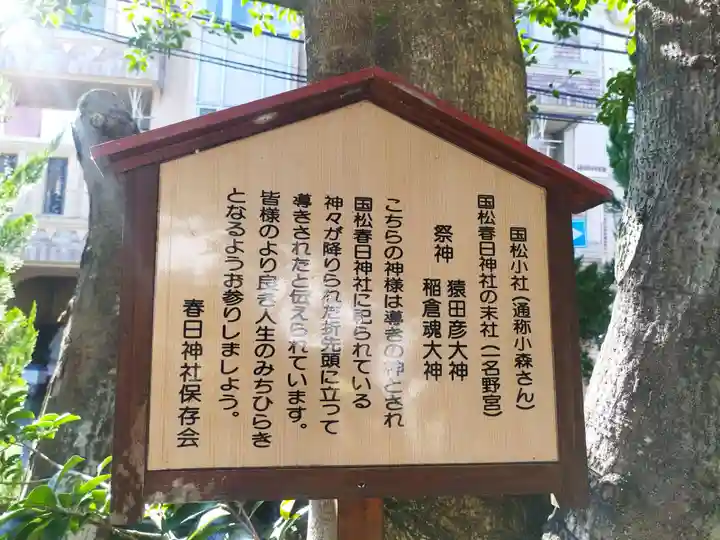 国松小社(通称小森さん)
国松春日神社の末社(一名野宮)
祭神 猿田彦大神
稲倉魂大神
こちらの神様は導きの神とされ
国松春日神社に祀られている
神々が降りられた折先頭に立って
導きされたと伝えられています。
皆様のより良き人生のみちひらき
となるようお参りしましょう。
春日神社保存会